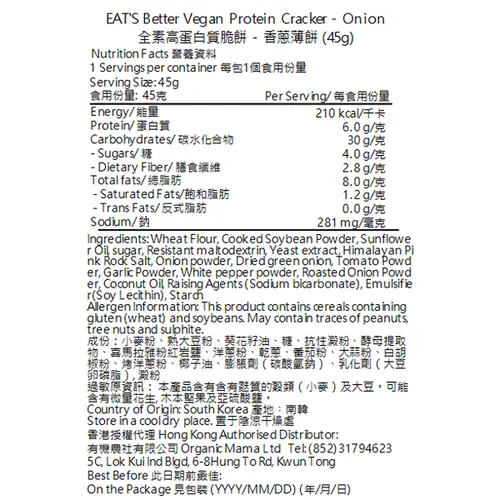 EAT'S Better Vegan Protein Cracker - Onion
全素高蛋白質脆餅 - 香蔥薄餅 (45g)
Nutrition Facts 營養資料
1 Servings per container 每包1個食用份量
Serving Size: 45g
食用份量: 45克 Per Serving/ 每食用份量
Energy/ 能量 210 kcal/千卡
Protein/ 蛋白質 6.0 g/克
Carbohydrates/ 碳水化合物 30 g/克
- Sugars/ 糖 4.0 g/克
- Dietary Fiber/ 膳食纖維 2.8 g/克
Total fats/ 總脂肪 8.0 g/克
- Saturated Fats/飽和脂肪 1.2 g/克
- Trans Fats/ 反式脂肪 0.0 g/克
Sodium/ 鈉 281 mg/毫克
Ingredients: Wheat Flour, Cooked Soybean Powder, Sunflowe
r Oil, sugar, Resistant maltodextrin, Yeast extract, Himalayan Pi
nk Rock Salt, Onion powder, Dried green onion, Tomato Powd
er, Garlic Powder, White pepper powder, Roasted Onion Powd
er, Coconut Oil, Raising Agents (Sodium bicarbonate), Emulsifie
r(Soy Lecithin), Starch
Allergen Information: This product contains cereals containing
gluten (wheat) and soybeans. May contain traces of peanuts,
tree nuts and sulphite.
成份：小麥粉、熟大豆粉、葵花籽油、糖、抗性澱粉、酵母提取
物、喜馬拉雅粉紅岩鹽、洋蔥粉、乾蔥、番茄粉、大蒜粉、白胡
椒粉、烤洋蔥粉、椰子油、膨脹劑（碳酸氫鈉）、乳化劑（大豆
卵磷脂）, 澱粉
過敏原資訊： 本產品含有含有麩質的穀類（小麥）及大豆。可能
含有微量花生, 木本堅果及亞硫酸鹽。
Country of Origin: South Korea 產地：南韓
Store in a cool dry place. 置于陰涼干燥處
香港授權代理 Hong Kong Authorised Distributor:
有機農社有限公司 Organic Mama Ltd Tel: (852) 31794623
5C, Lok Kui Ind Blgd, 6-8Hung To Rd, Kwun Tong
Best Before 此日期前最佳:
On the Package 見包裝 (YYYY/MM/DD) (年/月/日)